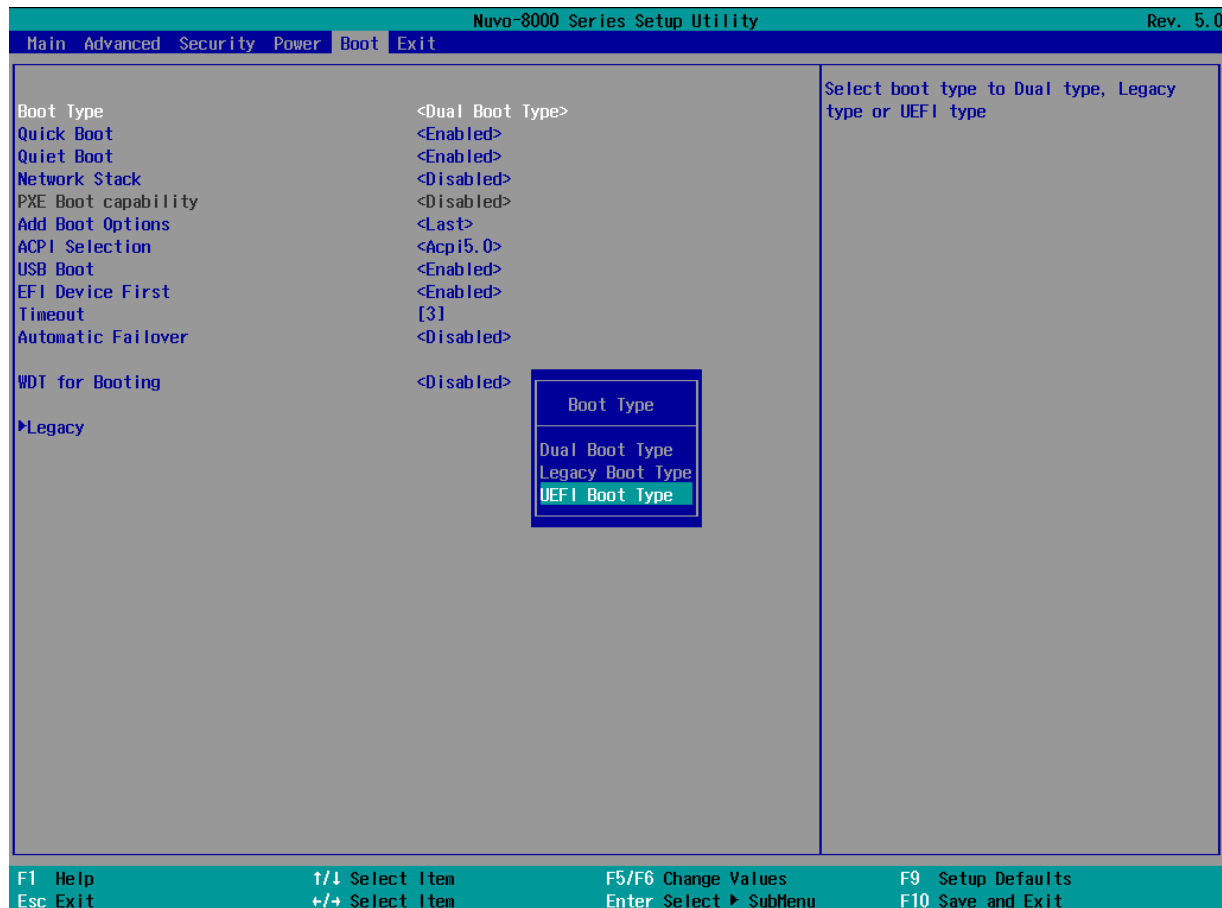 Nuvo-8000 Series Setup Utility Rev. 5.0
Main Advanced Security Power Boot Exit
Boot Type <Dual Boot Type>
Quick Boot <Enabled>
Quiet Boot <Enabled>
Network Stack <Disabled>
PXE Boot capability <Disabled>
Add Boot Options <Last>
ACPI Selection <Acpi5.0>
USB Boot <Enabled>
EFI Device First <Enabled>
Timeout [3]
Automatic Failover <Disabled>
WDT for Booting <Disabled>
▶Legacy
Boot Type
Dual Boot Type
Legacy Boot Type
UEFI Boot Type
Select boot type to Dual type, Legacy
type or UEFI type
F1 Help ↑/↓ Select Item F5/F6 Change Values F9 Setup Defaults
Esc Exit ←/→ Select Item Enter Select ▶ SubMenu F10 Save and Exit